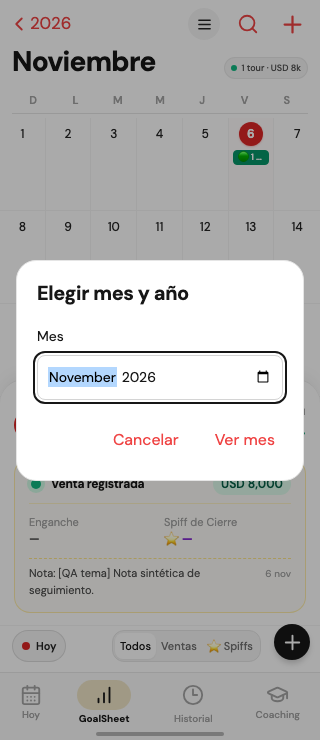 2026
Noviembre
1 tour · USD 8k
D L M M J V S
1 2 3 4 5 6 7
1 ...
8 9 10 11 12 13 14
Elegir mes y año
Mes
November 2026
Cancelar Ver mes
Venta registrada USD 8,000
Enganche Spiff de Cierre
— ⭐ —
Nota: [QA tema] Nota sintética de 6 nov
seguimiento.
Hoy Todos Ventas ⭐ Spiffs
Hoy GoalSheet Historial Coaching